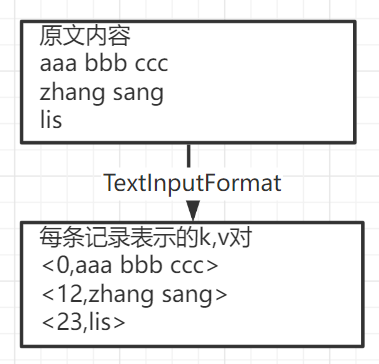 原文内容
aaa bbb ccc
zhang sang
lis
TextInputFormat
每条记录表示的k,v对
<0,aaa bbb ccc>
<12,zhang sang>
<23,lis>